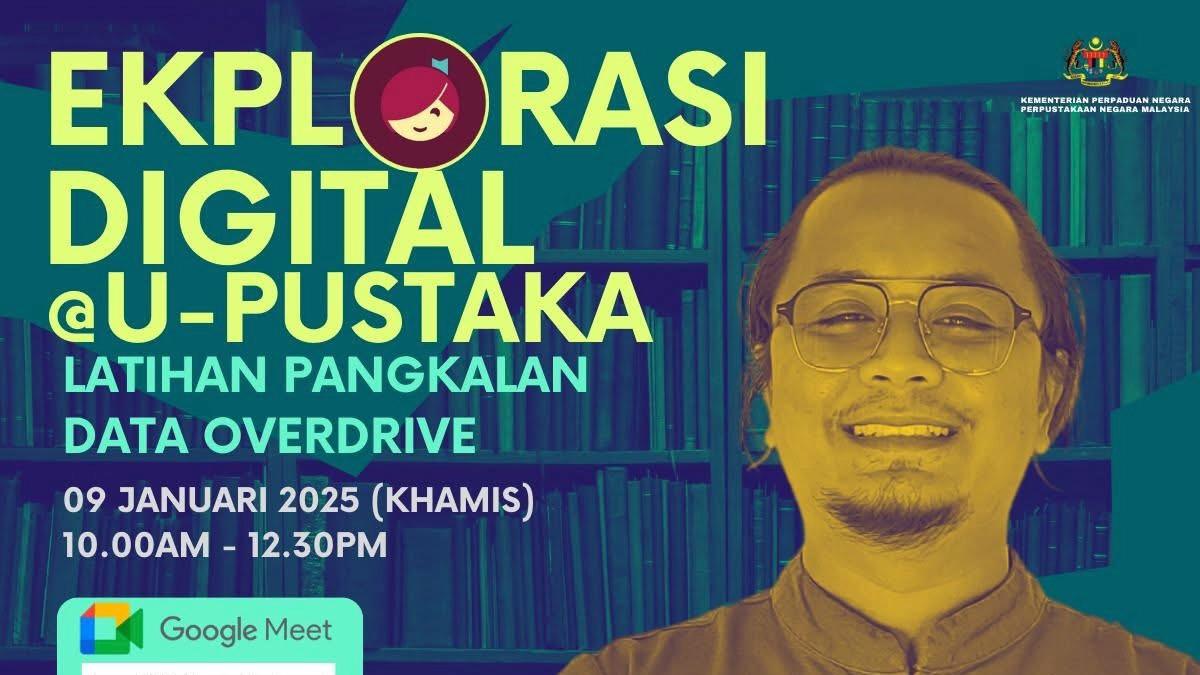 EKPLORASI
DIGITAL
@U-PUSTAKA
LATIHAN PANGKALAN
DATA OVERDRIVE
09 JANUARI 2025 (KHAMIS)
10.00AM - 12.30PM
Google Meet
KEMENTERIAN PERPADUAN NEGARA
PERPUSTAKAAN NEGARA MALAYSIA